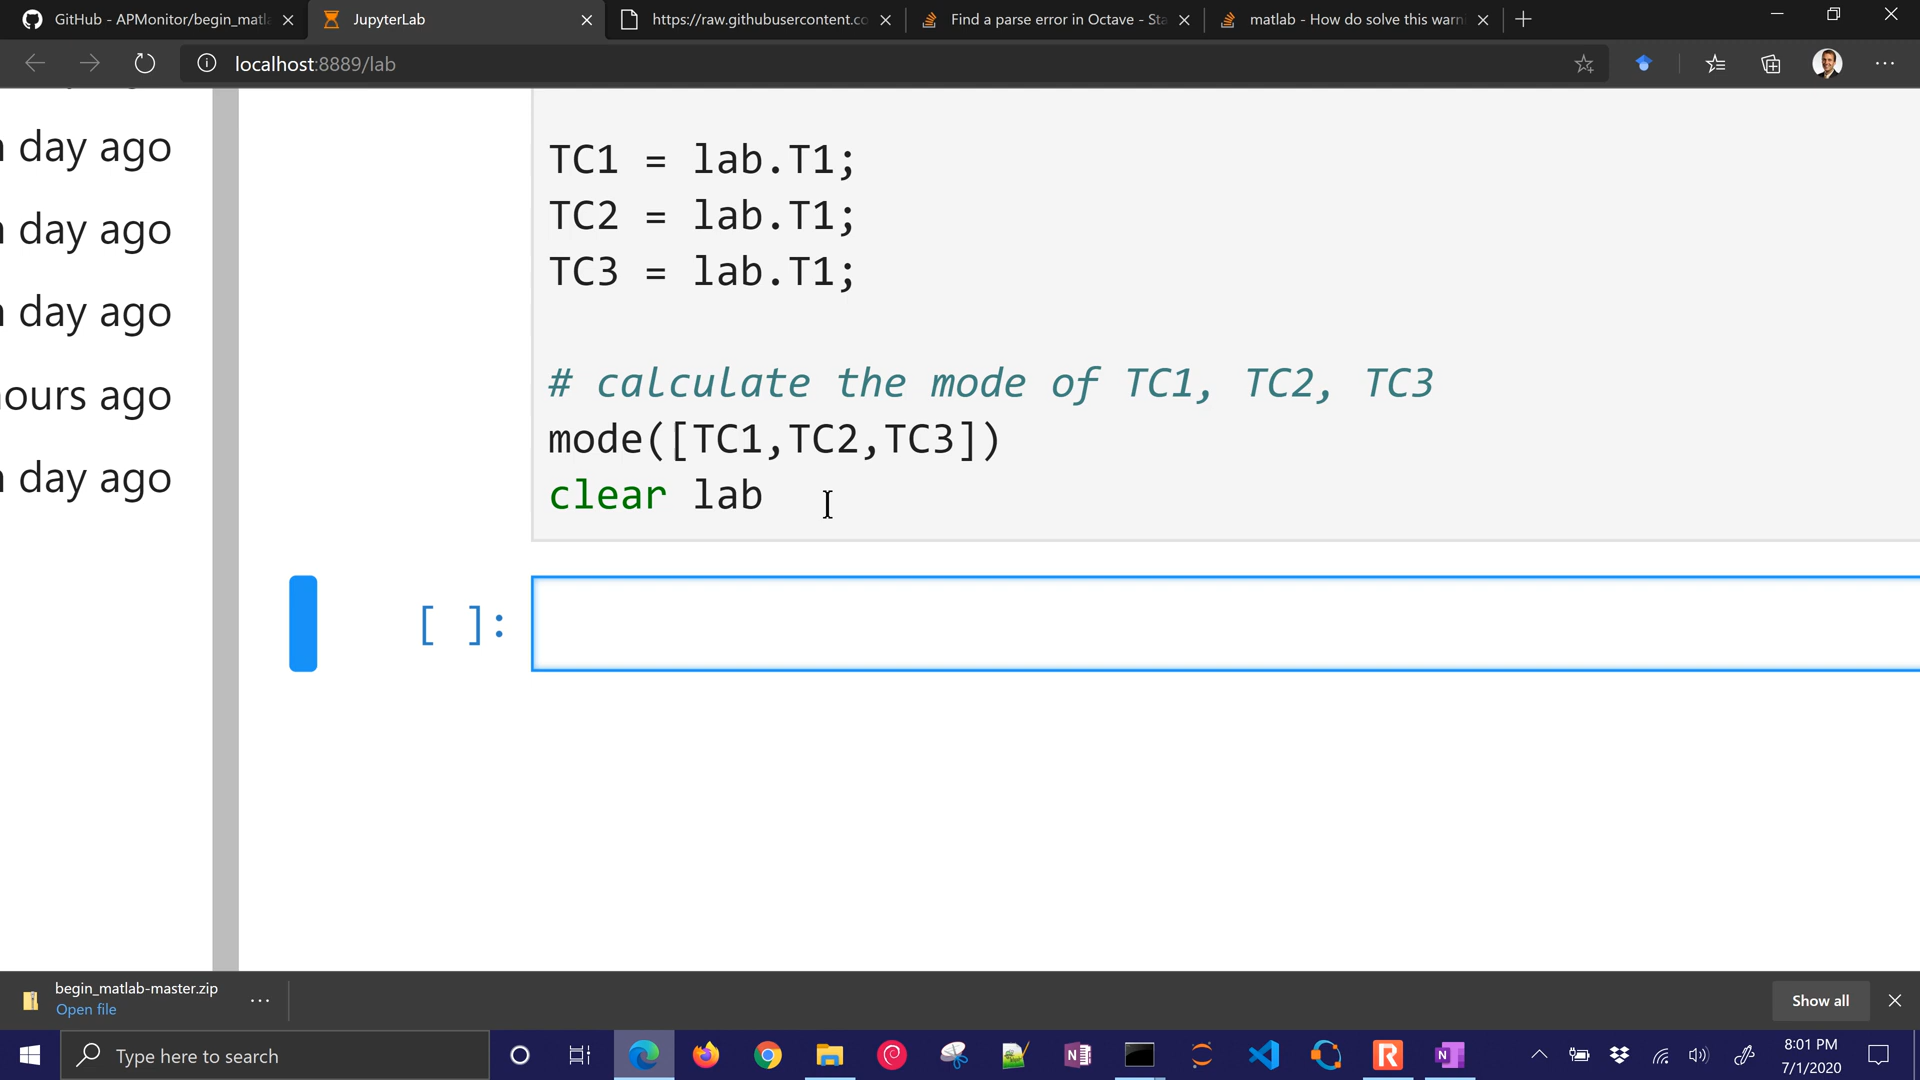 GitHub - APMonitor/begin_matla
JupyterLab
https://raw.githubusercontent.co
Find a parse error in Octave - Sta
matlab - How do solve this warn
localhost:8889/lab
day ago
day ago
day ago
ours ago
day ago
TC1 = lab.T1;
TC2 = lab.T1;
TC3 = lab.T1;
# calculate the mode of TC1, TC2, TC3
mode([TC1,TC2,TC3])
clear lab
[ ]:
begin_matlab-master.zip
Open file
Show all
Type here to search
8:01 PM
7/1/2020